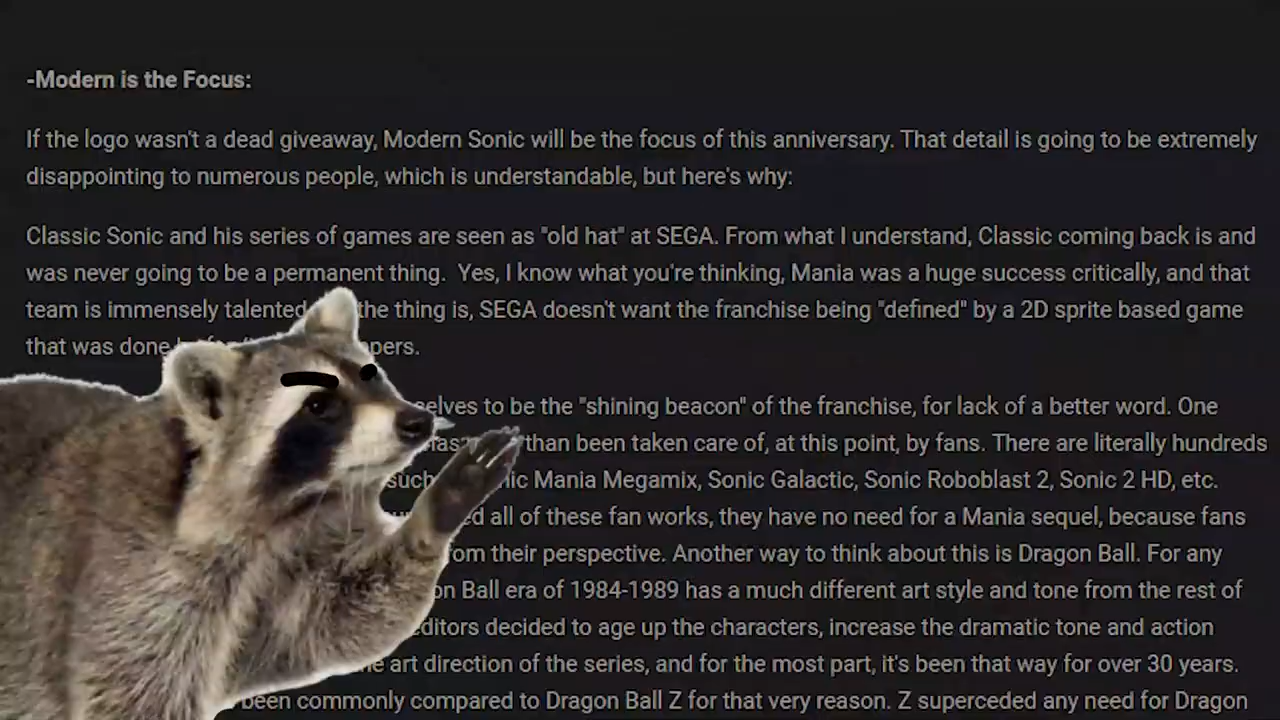 -Modern is the Focus:
If the logo wasn't a dead giveaway, Modern Sonic will be the focus of this anniversary. That detail is going to be extremely
disappointing to numerous people, which is understandable, but here's why:
Classic Sonic and his series of games are seen as "old hat" at SEGA. From what I understand, Classic coming back is and
was never going to be a permanent thing. Yes, I know what you're thinking, Mania was a huge success critically, and that
team is immensely talented the thing is, SEGA doesn't want the franchise being "defined" by a 2D sprite based game
that was done
to be the "shining beacon" of the franchise, for lack of a better word. One
than been taken care of, at this point, by fans. There are literally hundreds
Mania Megamix, Sonic Galactic, Sonic Roboblast 2, Sonic 2 HD, etc.
all of these fan works, they have no need for a Mania sequel, because fans
from their perspective. Another way to think about this is Dragon Ball. For any
Ball era of 1984-1989 has a much different art style and tone from the rest of
editors decided to age up the characters, increase the dramatic tone and action
art direction of the series, and for the most part, it's been that way for over 30 years.
been commonly compared to Dragon Ball Z for that very reason. Z superceded any need for Dragon